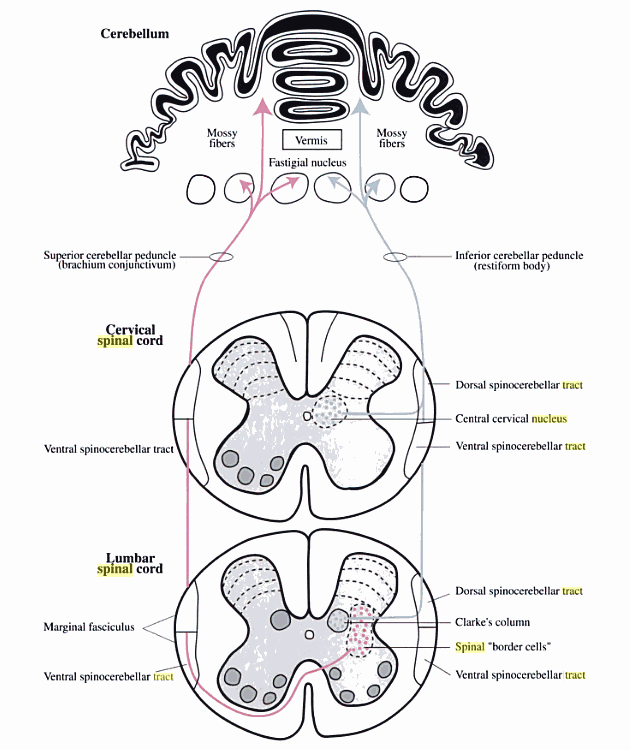 Cerebellum
Mossy
fibers
Vermis
Mossy
fibers
Fastigial nucleus
Superior cerebellar peduncle
(brachium conjunctivum)
Inferior cerebellar peduncle
(restiform body)
Cervical
spinal cord
Dorsal spinocerebellar tract
Central cervical nucleus
Ventral spinocerebellar tract
Ventral spinocerebellar tract
Lumbar
spinal cord
Dorsal spinocerebellar tract
Marginal fasciculus
Clarke's column
Spinal "border cells"
Ventral spinocerebellar tract
Ventral spinocerebellar tract